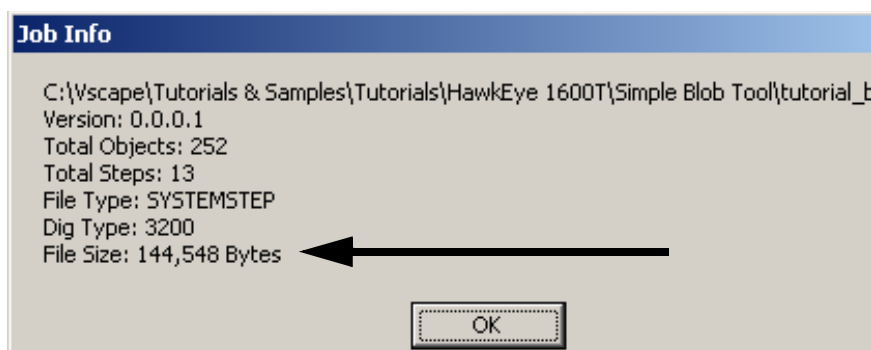 Job Info
C:\Vscape\Tutorials & Samples\Tutorials\HawkEye 1600T\Simple Blob Tool\tutorial_b
Version: 0.0.0.1
Total Objects: 252
Total Steps: 13
File Type: SYSTEMSTEP
Dig Type: 3200
File Size: 144,548 Bytes
OK